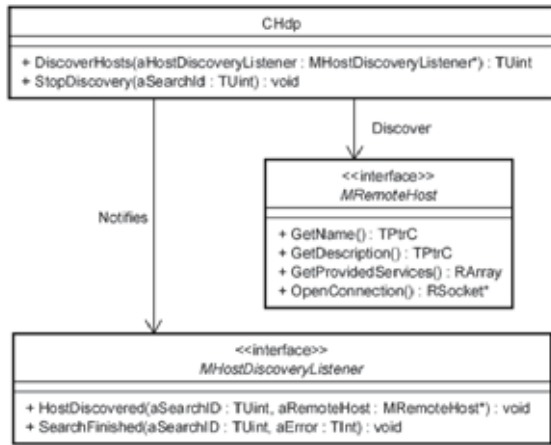 CHdp
+ DiscoverHosts(aHostDiscoveryListener : MHostDiscoveryListener*) : TUint
+ StopDiscovery(aSearchId : TUint) : void
Discover
<<interface>>
MRemoteHost
+ GetName() : TPtrC
+ GetDescription() : TPtrC
+ GetProvidedServices() : RArray
+ OpenConnection() : RSocket*
Notifies
<<interface>>
MHostDiscoveryListener
+ HostDiscovered(aSearchID : TUint, aRemoteHost : MRemoteHost*) : void
+ SearchFinished(aSearchID : TUint, aError : TInt) : void